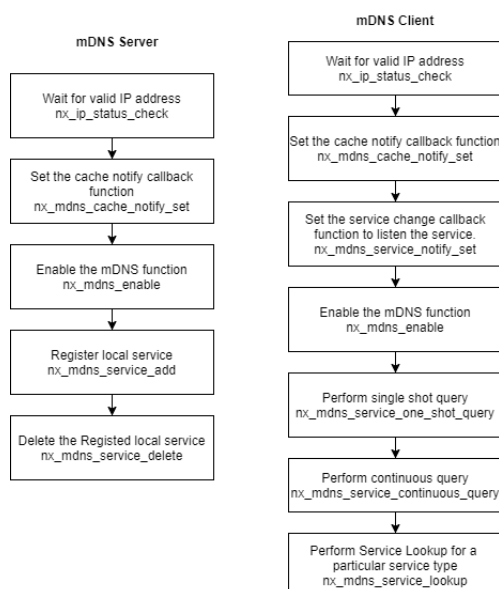 mDNS Server
Wait for valid IP address
nx_ip_status_check
Set the cache notify callback
function
nx_mdns_cache_notify_set
Enable the mDNS function
nx_mdns_enable
Register local service
nx_mdns_service_add
Delete the Registed local service
nx_mdns_service_delete
mDNS Client
Wait for valid IP address
nx_ip_status_check
Set the cache notify callback function
nx_mdns_cache_notify_set
Set the service change callback
function to listen the service.
nx_mdns_service_notify_set
Enable the mDNS function
nx_mdns_enable
Perform single shot query
nx_mdns_service_one_shot_query
Perform continuous query
nx_mdns_service_continuous_query
Perform Service Lookup for a
particular service type
nx_mdns_service_lookup